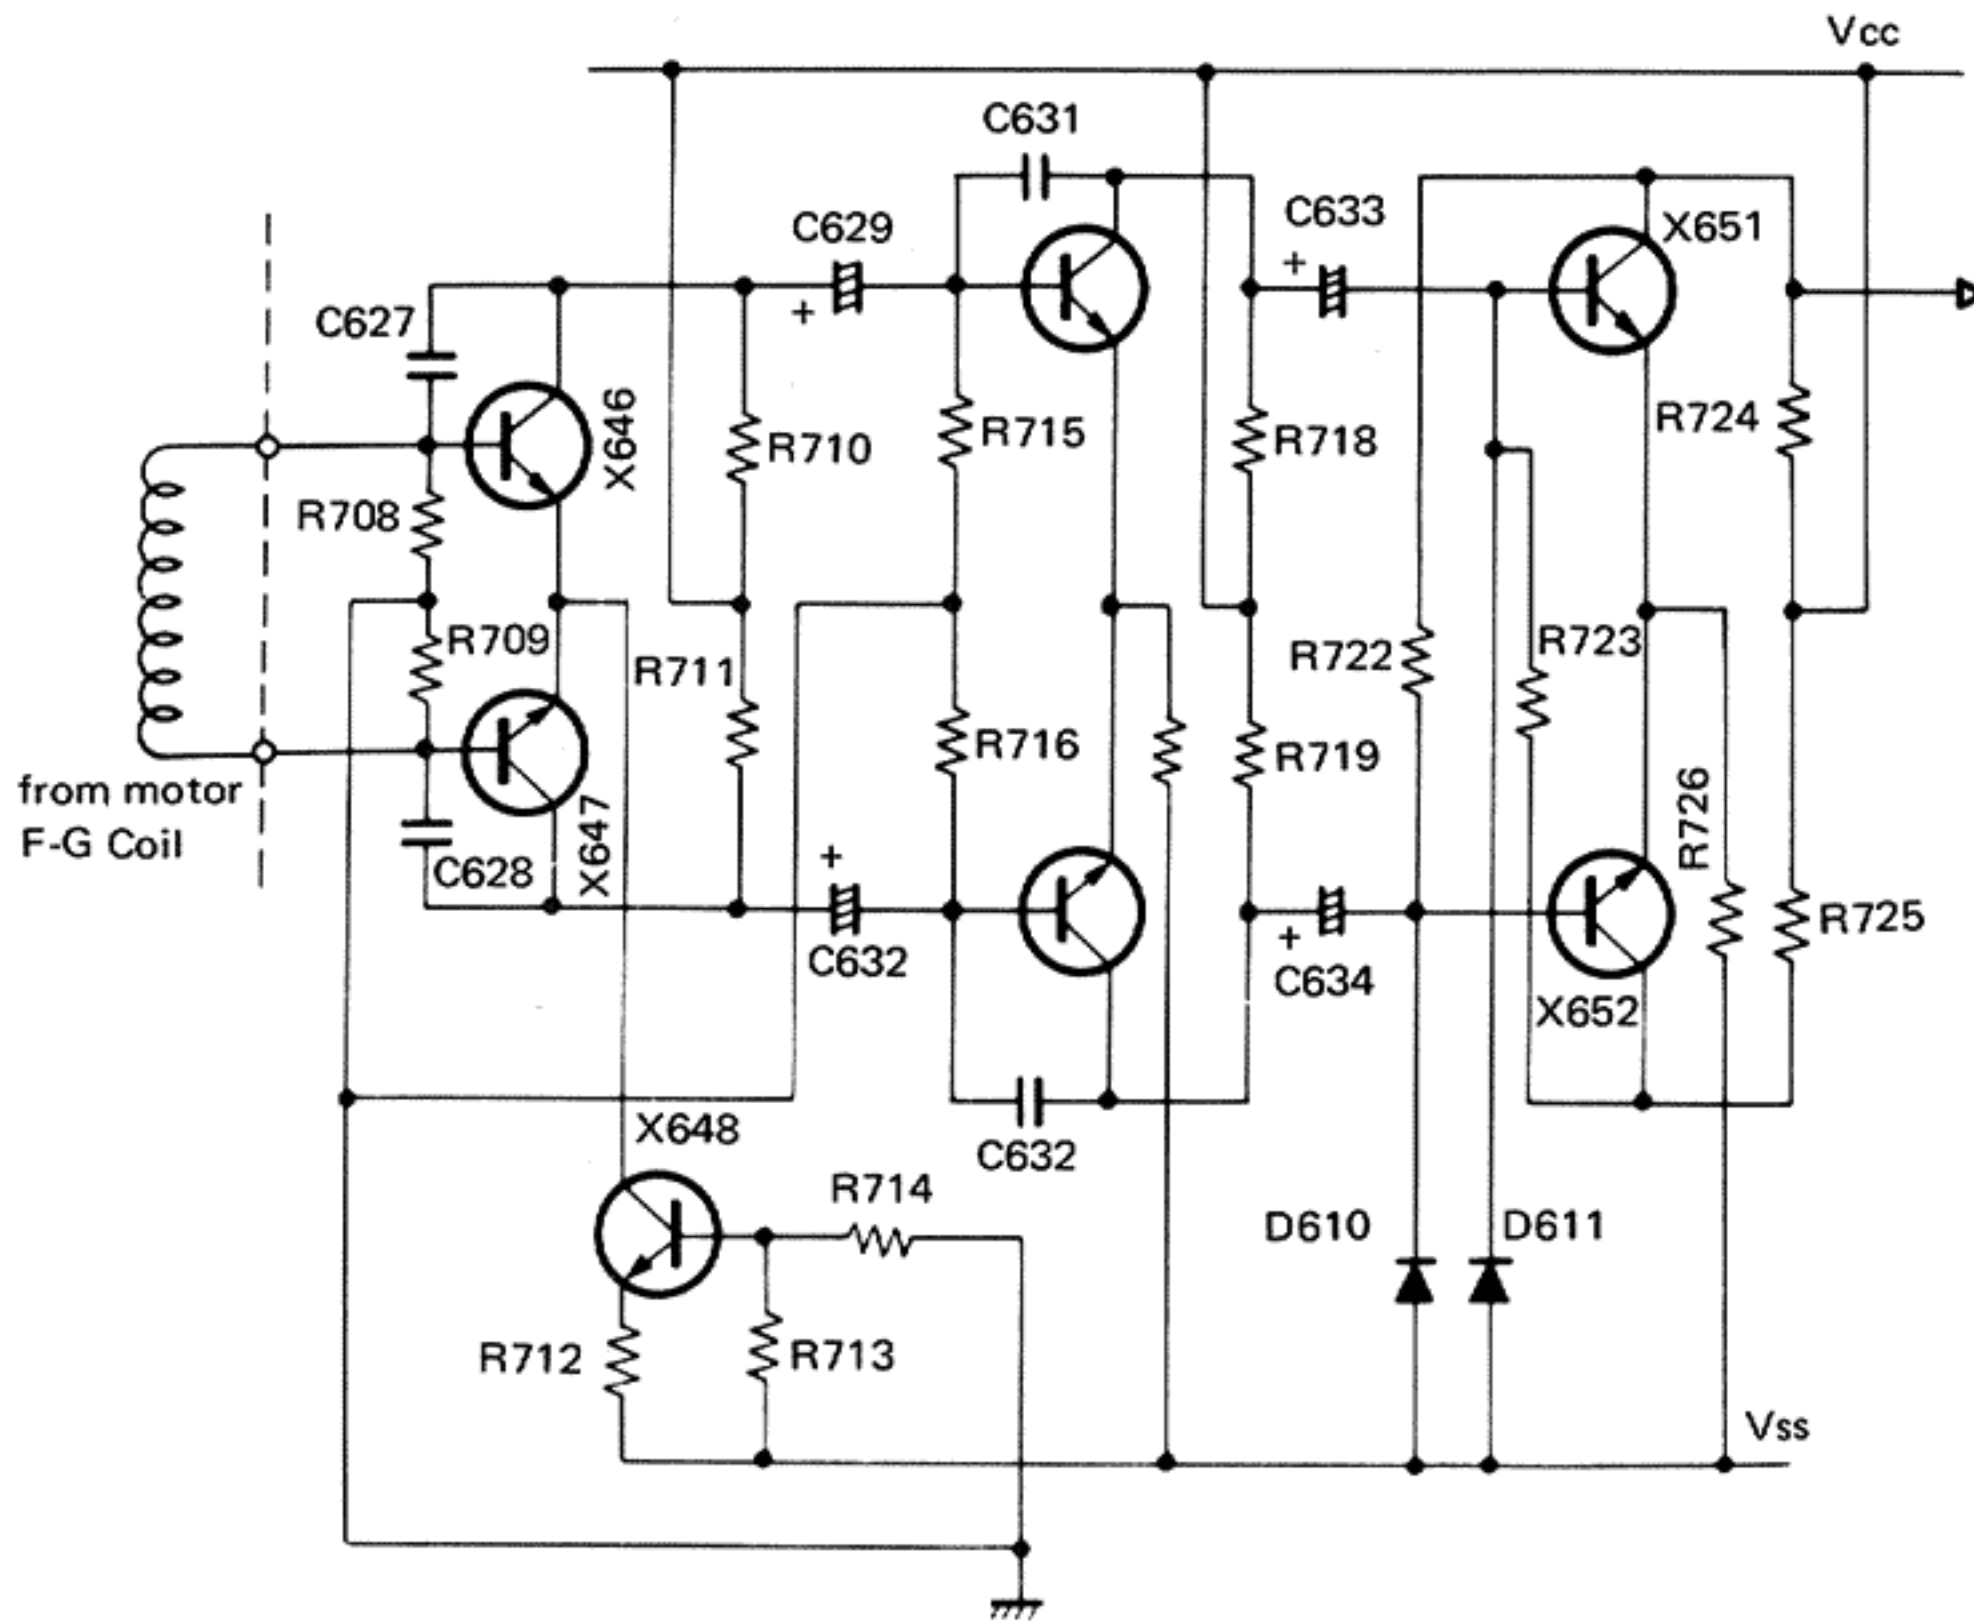 Vcc
C631
C633
X651
C629
C627
X646
R710
R715
R718
R724
R708
R709
R711
R722
R723
R716
R719
R726
from motor
F-G Coil
C628
X647
+
+
+
+
C632
C634
R725
X652
X648
C632
R714
D610
D611
R712
R713
Vss